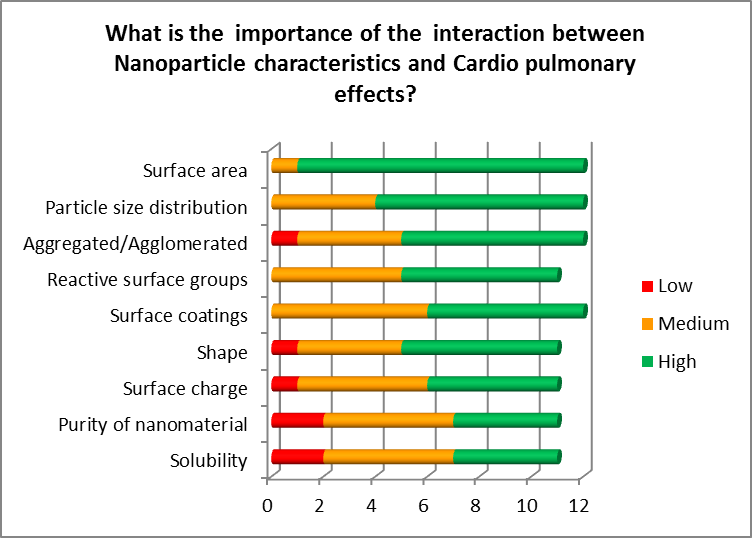 What is the importance of the interaction between
Nanoparticle characteristics and Cardio pulmonary
effects?
Surface area
Particle size distribution
Aggregated/Agglomerated
Reactive surface groups
Surface coatings
Shape
Surface charge
Purity of nanomaterial
Solubility
0 2 4 6 8 10 12
Low
Medium
High